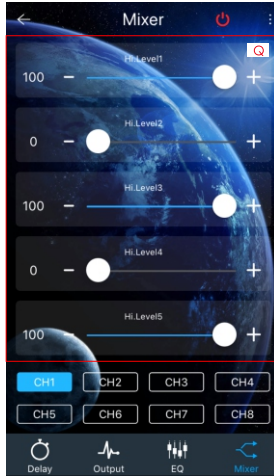 Mixer
Q
Hi.Level1
100
Hi.Level2
0
Hi.Level3
100
Hi.Level4
0
Hi.Level5
100
CH1 CH2 CH3 CH4
CH5 CH6 CH7 CH8
Delay Output EQ Mixer